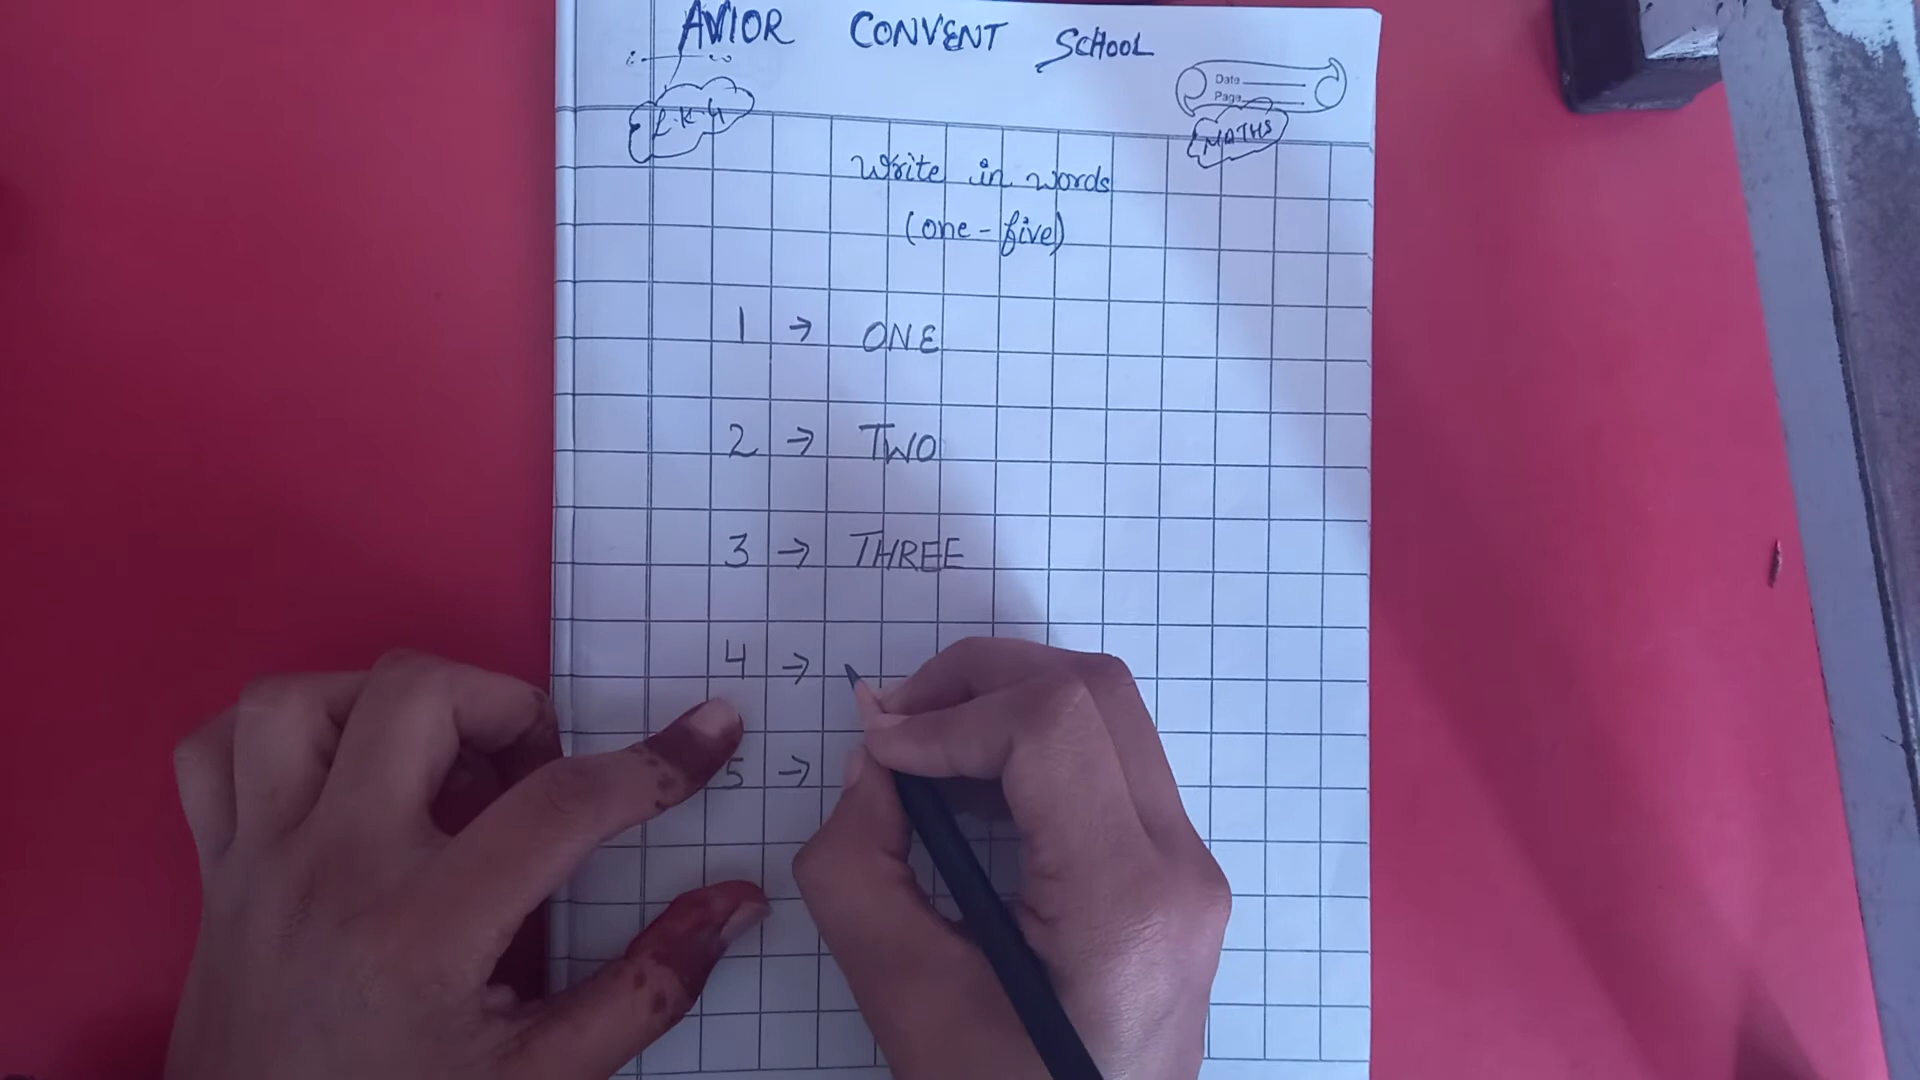 AVIOR CONVENT SCHOOL
Date
Page
L.K.G
MATHS
Write in words
(one - five)
1 → ONE
2 → TWO
3 → THREE
4 →
5 →